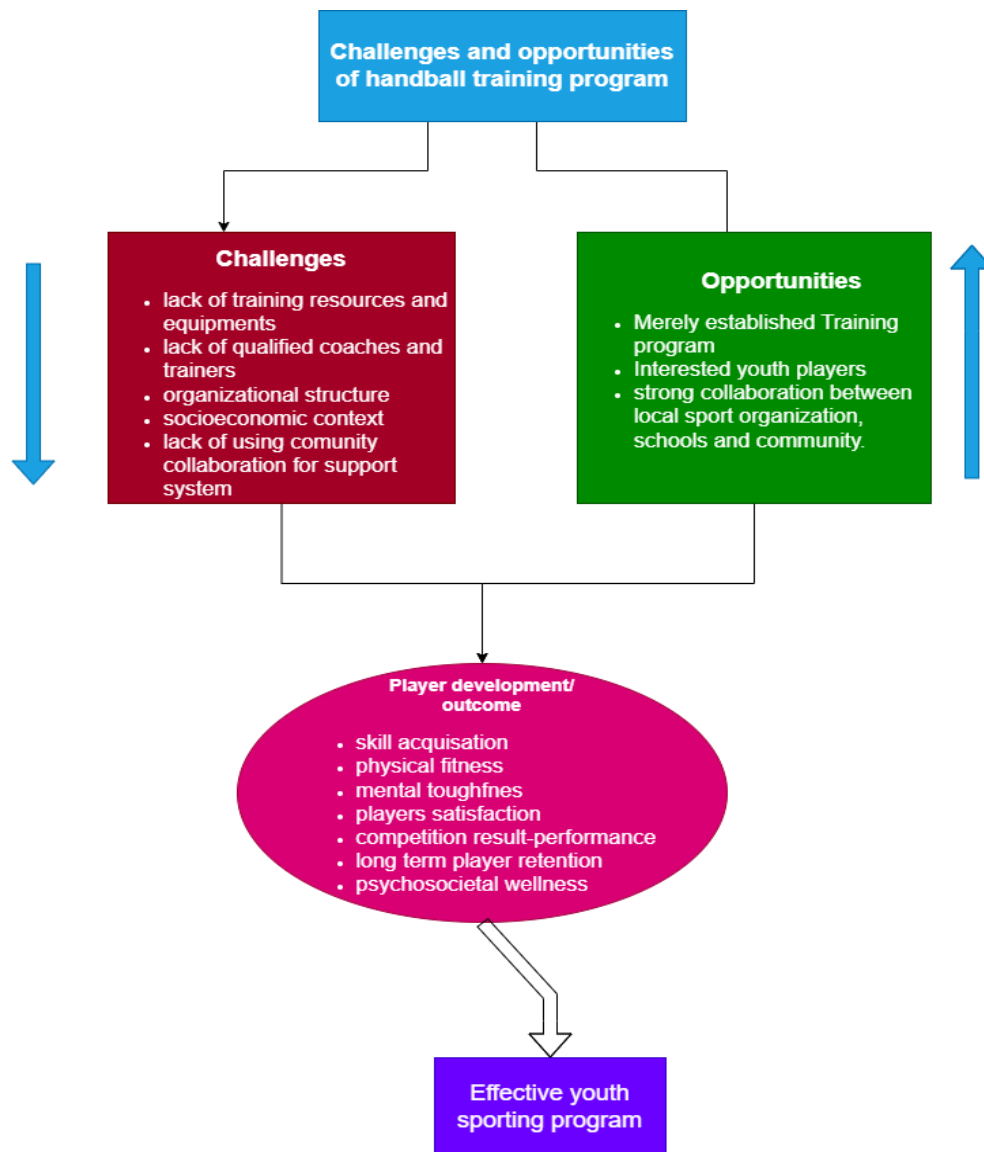 Challenges and opportunities
of handball training program
Challenges
• lack of training resources and
equipments
• lack of qualified coaches and
trainers
• organizational structure
• socioeconomic context
• lack of using comunity
collaboration for support
system
Opportunities
• Merely established Training
program
• Interested youth players
• strong collaboration between
local sport organization,
schools and community.
Player development/
outcome
• skill acquisation
• physical fitness
• mental toughfnes
• players satisfaction
• competition result-performance
• long term player retention
• psychosocietal wellness
Effective youth
sporting program